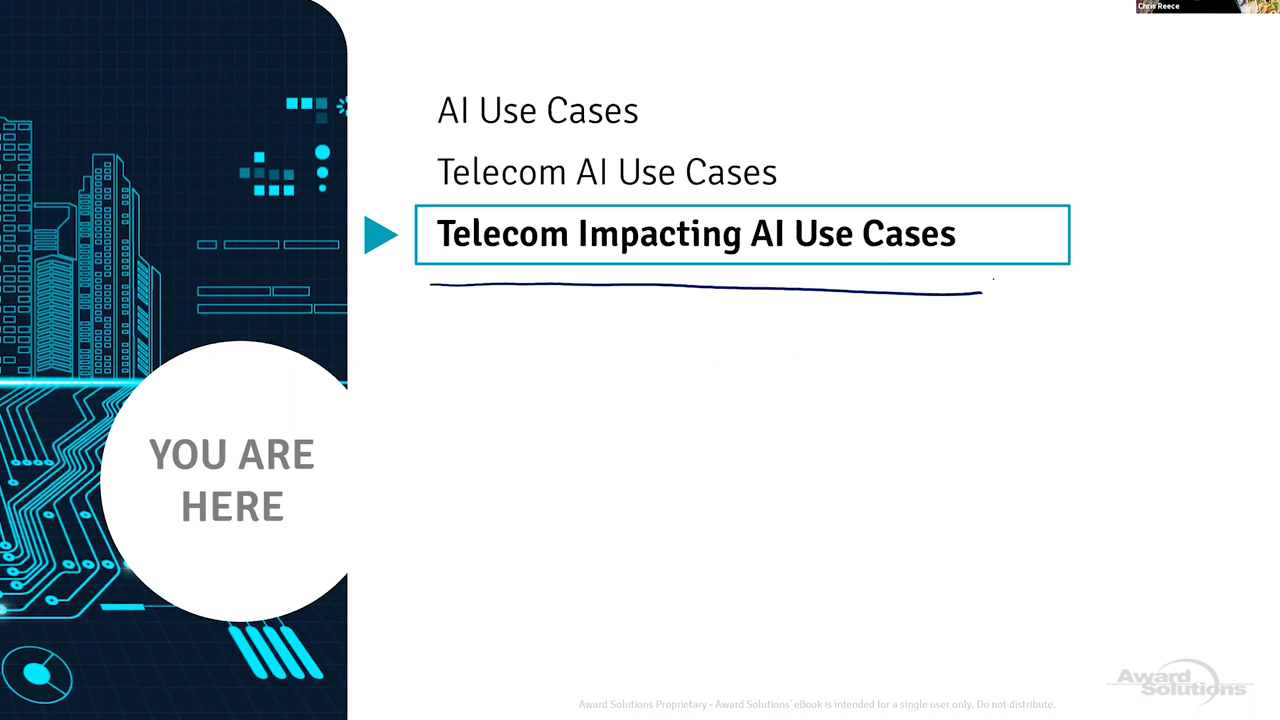 Chris Reece
AI Use Cases
Telecom AI Use Cases
Telecom Impacting AI Use Cases
YOU ARE
HERE
Award
Solutions
Award Solutions Proprietary - Award Solutions' eBook is intended for a single user only. Do not distribute.